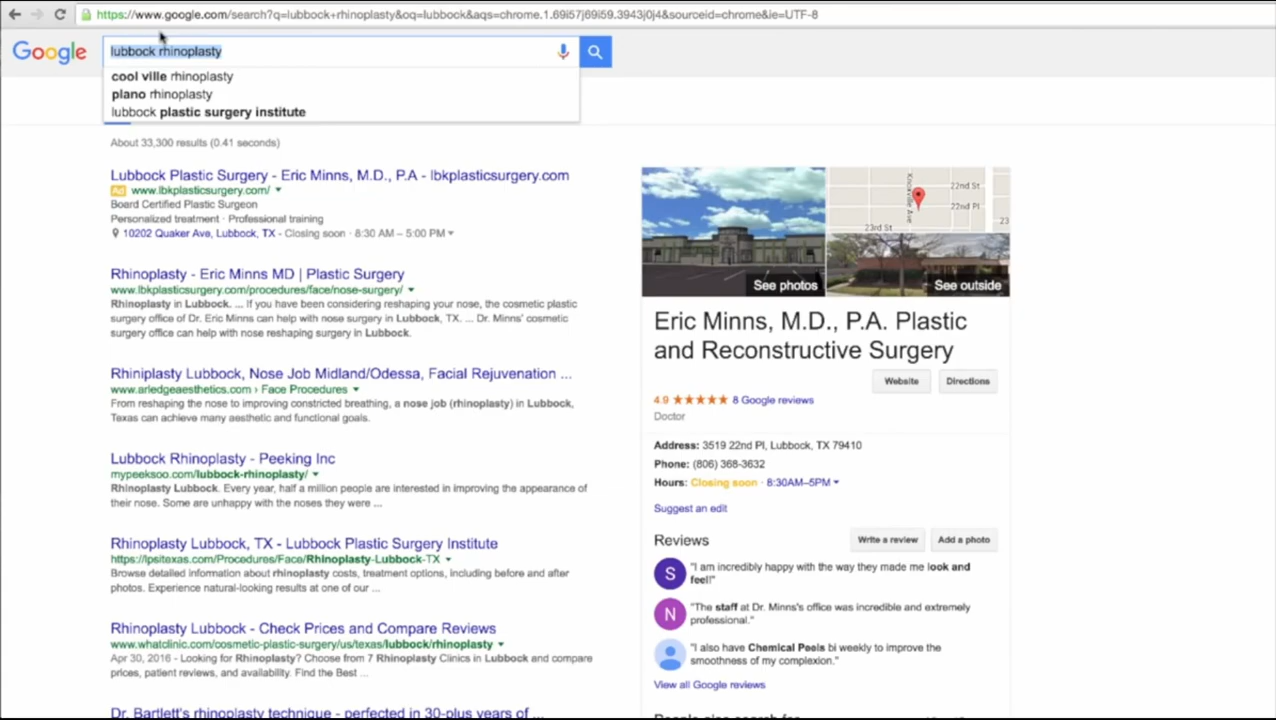 https://www.google.com/search?q=lubbock+rhinoplasty&oq=lubbock&aqs=chrome.1.69i57j69i59.3943j0j4&sourceid=chrome&ie=UTF-8
Google
lubbock rhinoplasty
cool ville rhinoplasty
plano rhinoplasty
lubbock plastic surgery institute
About 33,300 results (0.41 seconds)
Lubbock Plastic Surgery - Eric Minns, M.D., P.A - lbkplasticsurgery.com
Ad www.lbkplasticsurgery.com/
Board Certified Plastic Surgeon
Personalized treatment · Professional training
10202 Quaker Ave, Lubbock, TX - Closing soon · 8:30 AM – 5:00 PM
Rhinoplasty - Eric Minns MD | Plastic Surgery
www.lbkplasticsurgery.com/procedures/face/nose-surgery/
Rhinoplasty in Lubbock. ... If you have been considering reshaping your nose, the cosmetic plastic
surgery office of Dr. Eric Minns can help with nose surgery in Lubbock, TX. ... Dr. Minns' cosmetic
surgery office can help with nose reshaping surgery in Lubbock.
Rhiniplasty Lubbock, Nose Job Midland/Odessa, Facial Rejuvenation ...
www.arledgeaesthetics.com › Face Procedures
From reshaping the nose to improving constricted breathing, a nose job (rhinoplasty) in Lubbock,
Texas can achieve many aesthetic and functional goals.
Lubbock Rhinoplasty - Peeking Inc
mypeeksoo.com/lubbock-rhinoplasty/
Rhinoplasty Lubbock. Every year, half a million people are interested in improving the appearance of
their nose. Some are unhappy with the noses they were ...
Rhinoplasty Lubbock, TX - Lubbock Plastic Surgery Institute
https://lpsitexas.com/Procedures/Face/Rhinoplasty-Lubbock-TX
Browse detailed information about rhinoplasty costs, treatment options, including before and after
photos. Experience natural-looking results at one of our ...
Rhinoplasty Lubbock - Check Prices and Compare Reviews
www.whatclinic.com/cosmetic-plastic-surgery/us/texas/lubbock/rhinoplasty
Apr 30, 2016 - Looking for Rhinoplasty? Choose from 7 Rhinoplasty Clinics in Lubbock and compare
prices, patient reviews, and availability. Find the Best ...
Dr. Bartlett's rhinoplasty technique - perfected in 30-plus years of ...
Knoxville Ave
22nd St
22nd Pl
23rd St
23
See photos
See outside
Eric Minns, M.D., P.A. Plastic
and Reconstructive Surgery
Website
Directions
4.9 8 Google reviews
Doctor
Address: 3519 22nd Pl, Lubbock, TX 79410
Phone: (806) 368-3632
Hours: Closing soon · 8:30AM–5PM
Suggest an edit
Reviews
Write a review
Add a photo
S
"I am incredibly happy with the way they made me look and
feel!"
N
"The staff at Dr. Minns's office was incredible and extremely
professional."
"I also have Chemical Peels bi weekly to improve the
smoothness of my complexion."
View all Google reviews
People also search for